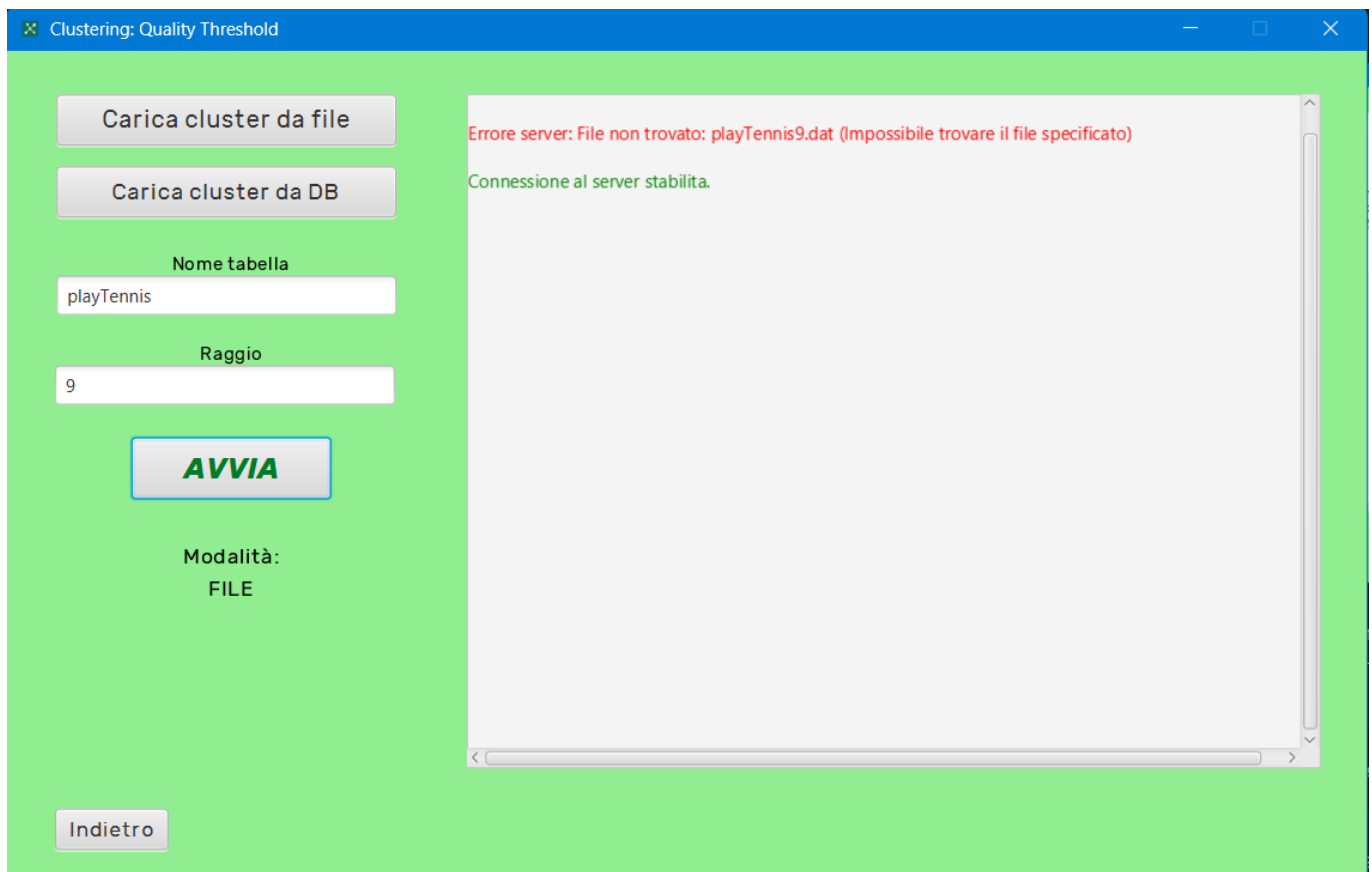 Clustering: Quality Threshold
Carica cluster da file
Carica cluster da DB
Nome tabella
playTennis
Raggio
9
AVVIA
Modalità:
FILE
Indietro
Errore server: File non trovato: playTennis9.dat (Impossibile trovare il file specificato)
Connessione al server stabilita.